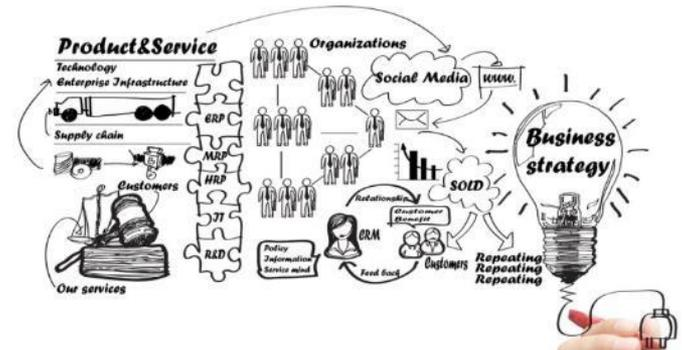 Product&Service
Technology
Enterprise Infrastructure
Supply chain
Customers
Our services
ERP
MRP
HRP
IT
R&D
Organizations
Social Media
www.
SOLD
Relationship
Customer
Benefit
CRM
Policy
Information
Service mind
Feed back
Customers
Repeating
Repeating
Repeating
Business
strategy